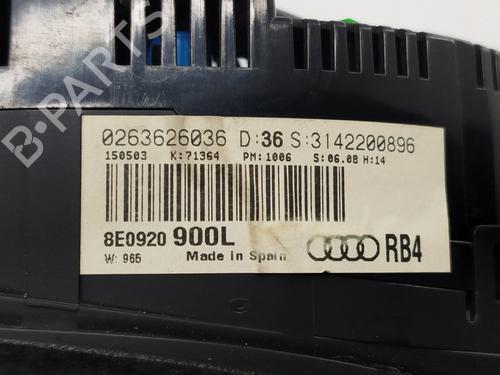 B-PARTS
0263626036 D:36 S:3142200896
150503 K:71364 PM:1006 S:06.08 H:14
8E0920 900L RB4
W: 965 Made in Spain